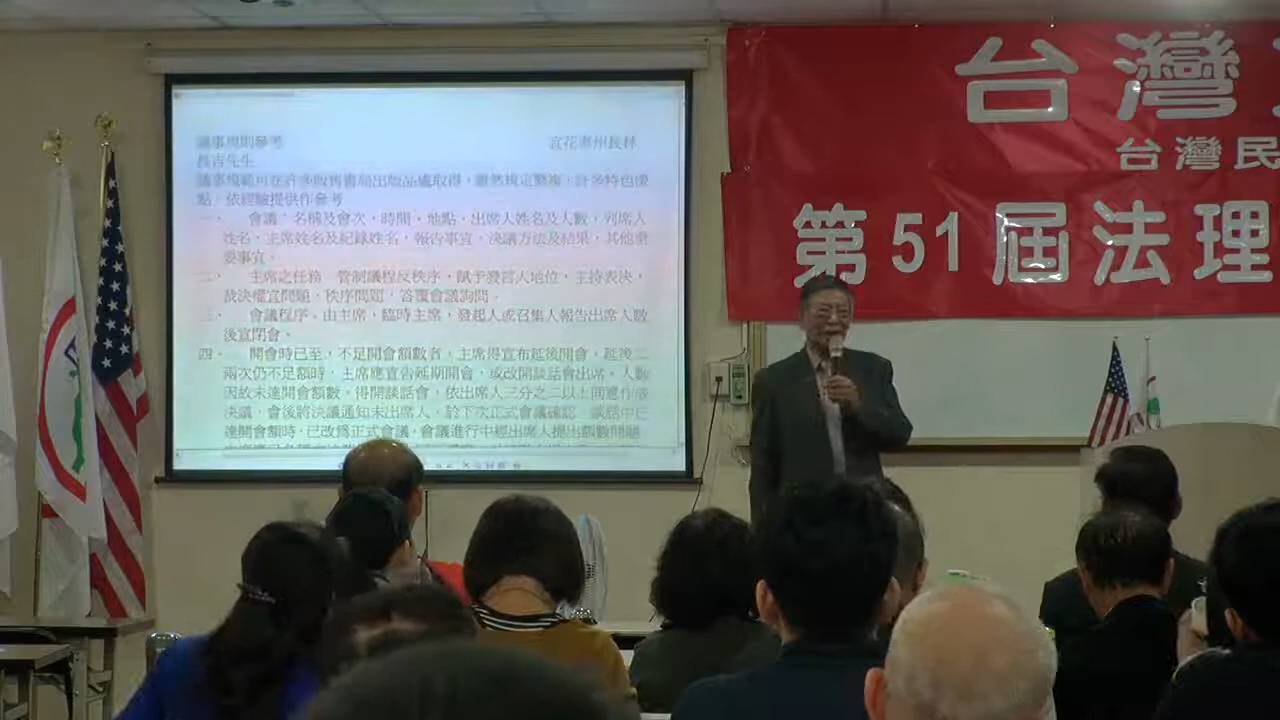 議事規則參考 宜花東州長林
長吉先生
議事規範可在許多販售書局出版品處取得，雖然規定繁複，許多特也優
點，依經驗提供作參考
一、 會議：名稱及會次，時間，地點，出席人姓名及人數，列席人
姓名，主席姓名及紀錄姓名，報告事宜，決議方法及結果，其他重
要事宜。
二、 主席之任務 管制議程反秩序，賦予發言人地位，主持表決，
裁決權宜問題，秩序問題，答覆會議詢問。
三、 會議程序。由主席，臨時主席，發起人或召集人報告出席人數
後宣開會。
四、 開會時已至，不足開會額數者，主席得宣布延後開會，延後二
兩次仍不足額時，主席應宣告延期開會，或改開談話會出席。人數
因故未達開會額數，得開談話會，依出席人三分之二以上同意作成
決議，會後將決議通知未出席人，於下次正式會議確認。談話中已
達開會額時，已改為正式會議。會議進行中經出席人提出額數問題
台灣
台灣民
第51屆法理